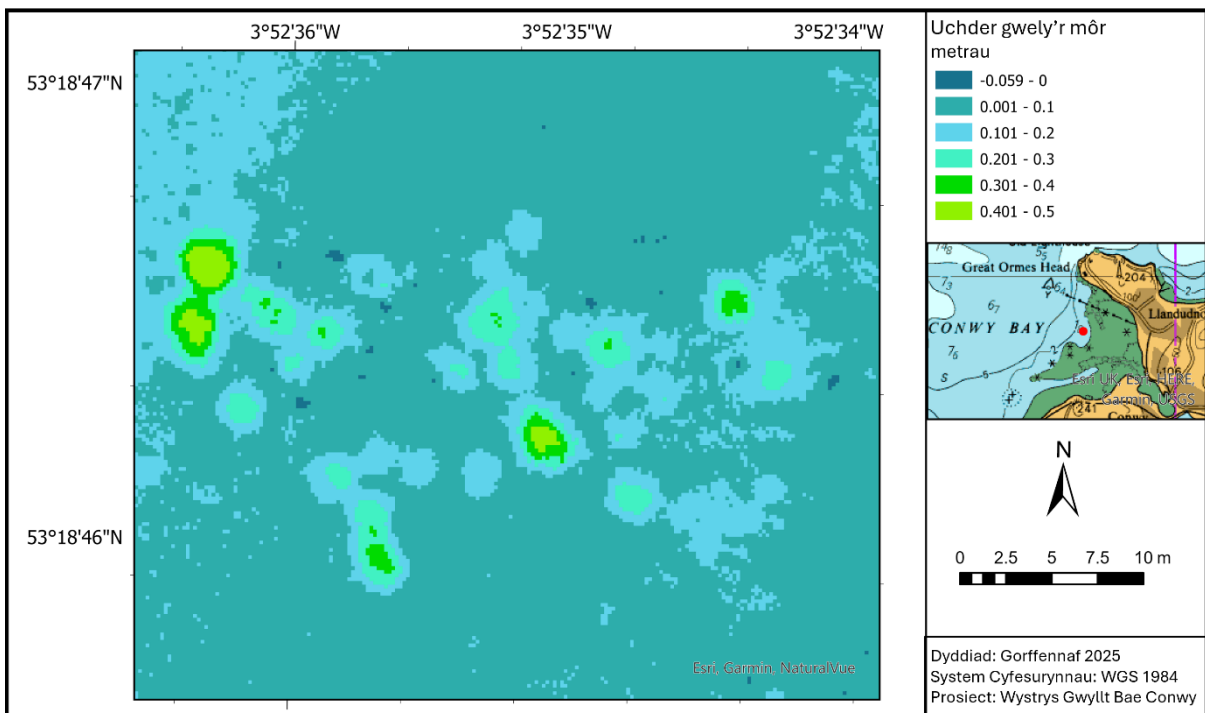 3°52'36"W
3°52'35"W
3°52'34"W
53°18'47"N
53°18'46"N
Esri, Garmin, NaturalVue
Uchder gwely'r môr
metrau
-0.059 - 0
0.001 - 0.1
0.101 - 0.2
0.201 - 0.3
0.301 - 0.4
0.401 - 0.5
Great Ormes Head
204
100
Llandudno
CONWY BAY
106
Esri UK, Esri, HERE,
Garmin, USGS
241
Conwy
N
0 2.5 5 7.5 10 m
Dyddiad: Gorffennaf 2025
System Cyfesurynnau: WGS 1984
Prosiect: Wystrys Gwyllt Bae Conwy